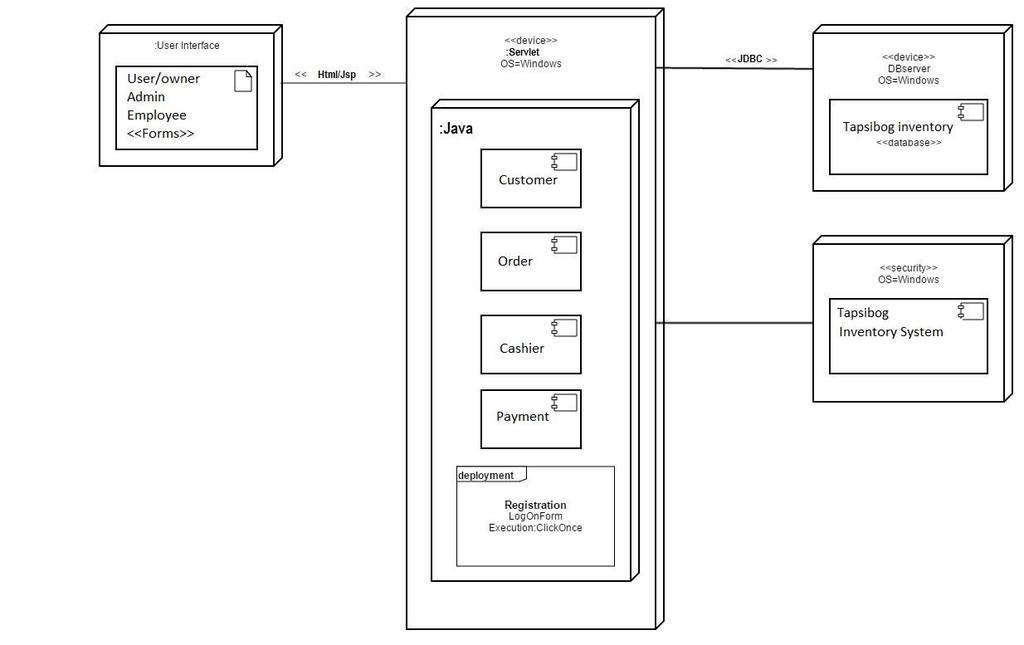 :User Interface
User/owner
Admin
Employee
<<Forms>>
<< Html/Jsp >>
<<device>>
:Servlet
OS=Windows
:Java
Customer
Order
Cashier
Payment
deployment
Registration
LogOnForm
Execution:ClickOnce
<<JDBC >>
<<device>>
DBserver
OS=Windows
Tapsibog inventory
<<database>>
<<security>>
OS=Windows
Tapsibog
Inventory System